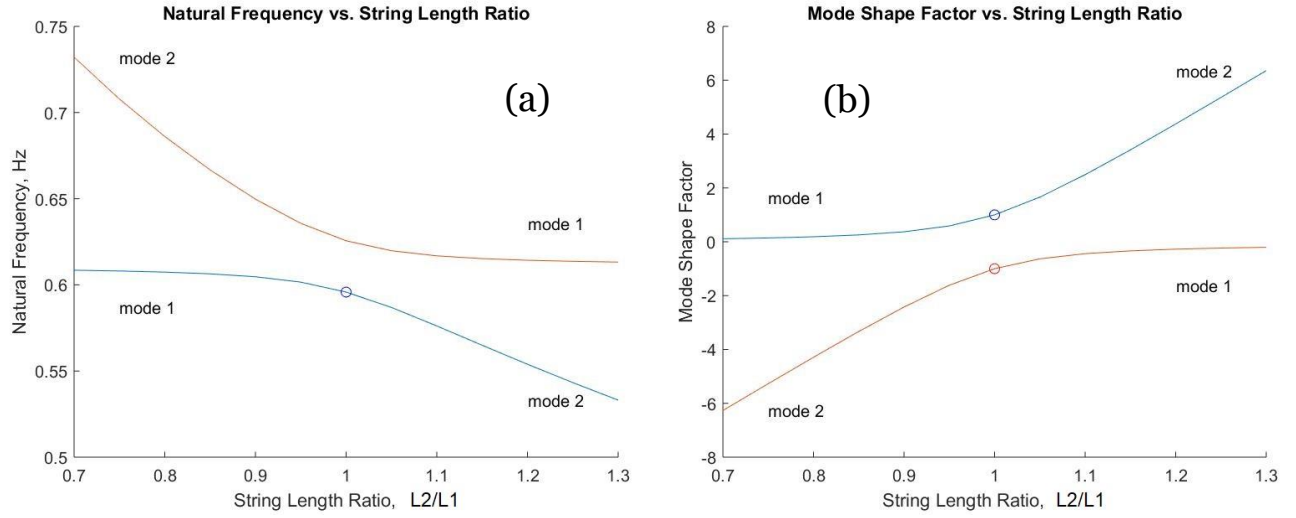 Natural Frequency vs. String Length Ratio
0.75
0.7
0.65
0.6
0.55
0.5
Natural Frequency, Hz
mode 2
(a)
mode 1
mode 1
mode 2
0.7 0.8 0.9 1 1.1 1.2 1.3
String Length Ratio, L2/L1
Mode Shape Factor vs. String Length Ratio
8
6
4
2
0
-2
-4
-6
-8
Mode Shape Factor
mode 2
(b)
mode 1
mode 1
mode 2
0.7 0.8 0.9 1 1.1 1.2 1.3
String Length Ratio, L2/L1